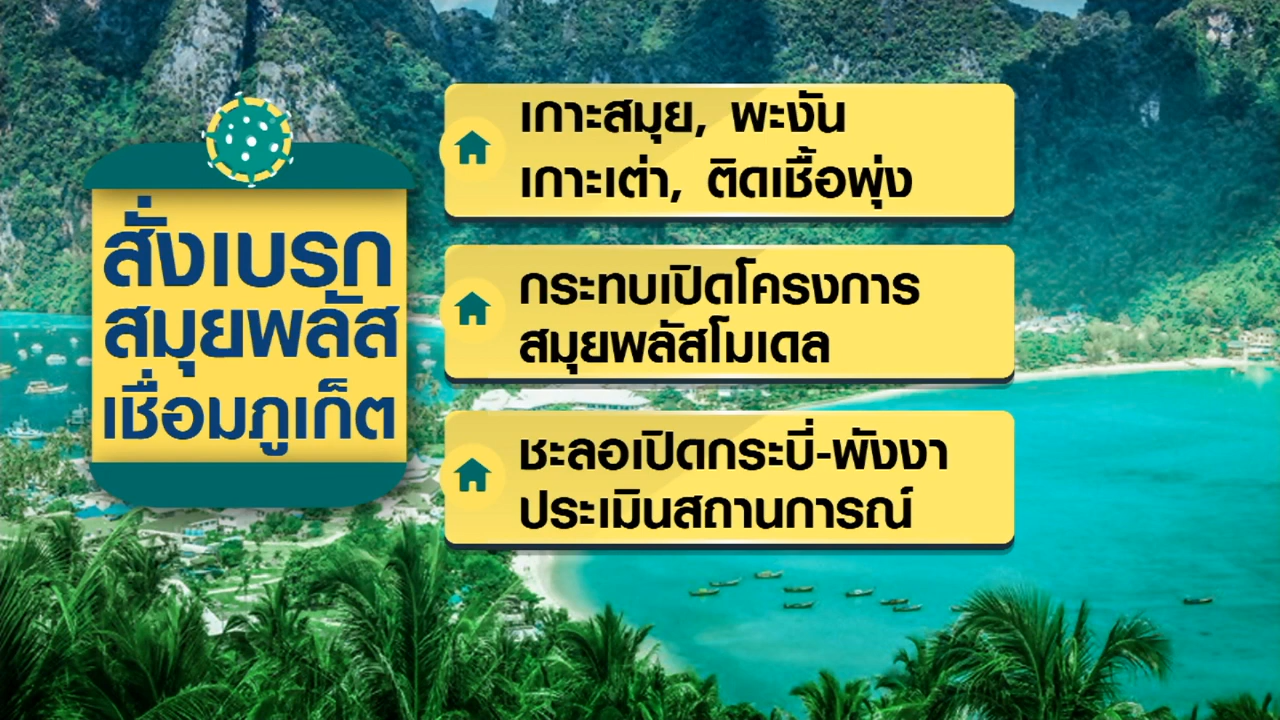 สั่งเบรก
สมุยพลัส
เชื่อมภูเก็ต
เกาะสมุย, พะงัน
เกาะเต่า, ติดเชื้อพุ่ง
กระทบเปิดโครงการ
สมุยพลัสโมเดล
ชะลอเปิดกระบี่-พังงา
ประเมินสถานการณ์